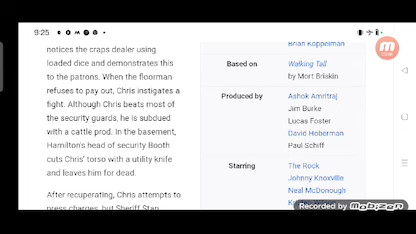 9:25
Brian Koppelman
notices the craps dealer using
loaded dice and demonstrates this
to the patrons. When the floorman
refuses to pay out, Chris instigates a
fight. Although Chris beats most of
the security guards, he is subdued
with a cattle prod. In the basement,
Hamilton's head of security Booth
cuts Chris' torso with a utility knife
and leaves him for dead.
After recuperating, Chris attempts to
press charges, but Sheriff Stan
Based on
Walking Tall
by Mort Briskin
Produced by
Ashok Amritraj
Jim Burke
Lucas Foster
David Hoberman
Paul Schiff
Starring
The Rock
Johnny Knoxville
Neal McDonough
Recorded by Mobizen